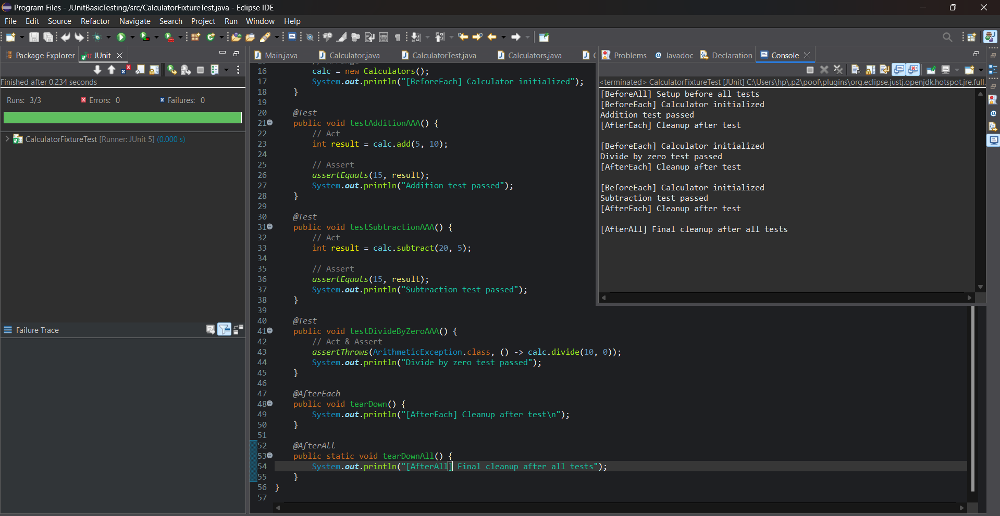 Program Files - JUnitBasicTesting/src/CalculatorFixtureTest.java - Eclipse IDE
File Edit Source Refactor Navigate Search Project Run Window Help
Package Explorer JUnit
Finished after 0.234 seconds
Runs: 3/3 Errors: 0 Failures: 0
CalculatorFixtureTest [Runner: JUnit 5] (0.000 s)
Failure Trace
Main.java Calculator.java CalculatorTest.java Calculators.java
16 calc = new Calculators();
17 System.out.println("[BeforeEach] Calculator initialized");
18 }
19
20 @Test
21 public void testAdditionAAA() {
22 // Act
23 int result = calc.add(5, 10);
24
25 // Assert
26 assertEquals(15, result);
27 System.out.println("Addition test passed");
28 }
29
30 @Test
31 public void testSubtractionAAA() {
32 // Act
33 int result = calc.subtract(20, 5);
34
35 // Assert
36 assertEquals(15, result);
37 System.out.println("Subtraction test passed");
38 }
39
40 @Test
41 public void testDivideByZeroAAA() {
42 // Act & Assert
43 assertThrows(ArithmeticException.class, () -> calc.divide(10, 0));
44 System.out.println("Divide by zero test passed");
45 }
46
47 @AfterEach
48 public void tearDown() {
49 System.out.println("[AfterEach] Cleanup after test\n");
50 }
51
52 @AfterAll
53 public static void tearDownAll() {
54 System.out.println("[AfterAll] Final cleanup after all tests");
55 }
56 }
57
Problems @ Javadoc Declaration Console
<terminated> CalculatorFixtureTest [JUnit] C:\Users\hp\.p2\pool\plugins\org.eclipse.justj.openjdk.hotspot.jre.full.
[BeforeAll] Setup before all tests
[BeforeEach] Calculator initialized
Addition test passed
[AfterEach] Cleanup after test
[BeforeEach] Calculator initialized
Divide by zero test passed
[AfterEach] Cleanup after test
[BeforeEach] Calculator initialized
Subtraction test passed
[AfterEach] Cleanup after test
[AfterAll] Final cleanup after all tests